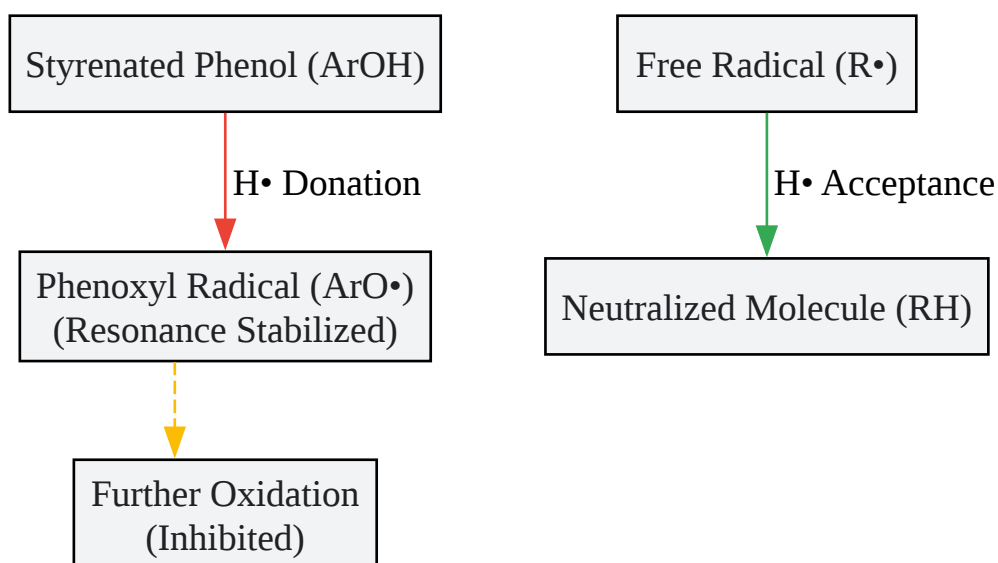 Styrenated Phenol (ArOH)
Free Radical (R•)
H• Donation
H• Acceptance
Phenoxyl Radical (ArO•)
(Resonance Stabilized)
Neutralized Molecule (RH)
Further Oxidation
(Inhibited)